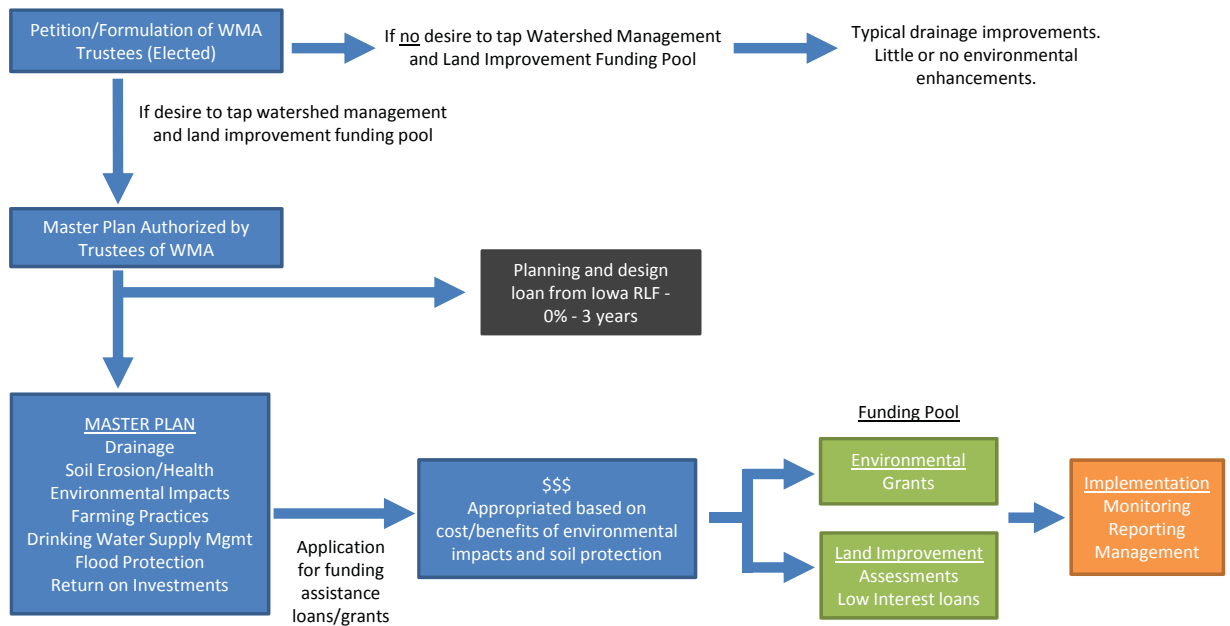 Petition/Formulation of WMA
Trustees (Elected)
If no desire to tap Watershed Management
and Land Improvement Funding Pool
Typical drainage improvements.
Little or no environmental
enhancements.
If desire to tap watershed management
and land improvement funding pool
Master Plan Authorized by
Trustees of WMA
Planning and design
loan from Iowa RLF -
0% - 3 years
MASTER PLAN
Drainage
Soil Erosion/Health
Environmental Impacts
Farming Practices
Drinking Water Supply Mgmt
Flood Protection
Return on Investments
Application
for funding
assistance
loans/grants
$$$
Appropriated based on
cost/benefits of environmental
impacts and soil protection
Funding Pool
Environmental
Grants
Land Improvement
Assessments
Low Interest loans
Implementation
Monitoring
Reporting
Management